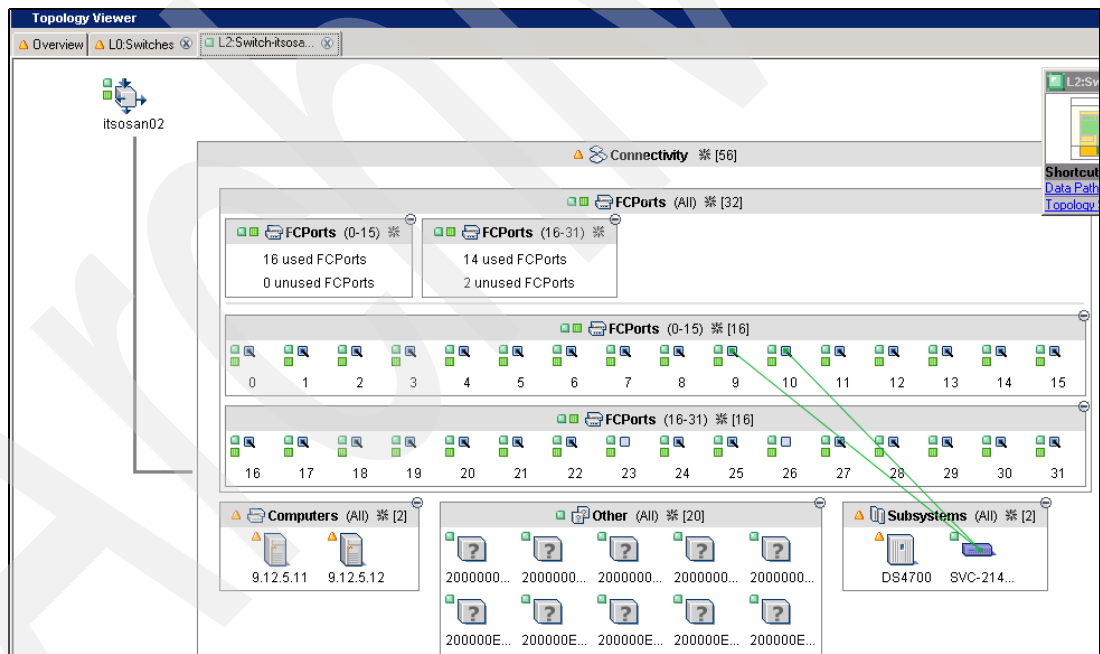 Topology Viewer
Overview L0:Switches L2:Switch-itsosa...
itsosan02
L2:Sw
Shortcut
Data Path
Topology
Connectivity [56]
FCPorts (All) [32]
FCPorts (0-15) FCPorts (16-31)
16 used FCPorts 14 used FCPorts
0 unused FCPorts 2 unused FCPorts
FCPorts (0-15) [16]
0 1 2 3 4 5 6 7 8 9 10 11 12 13 14 15
FCPorts (16-31) [16]
16 17 18 19 20 21 22 23 24 25 26 27 28 29 30 31
Computers (All) [2]
9.12.5.11 9.12.5.12
Other (All) [20]
2000000... 2000000... 2000000... 2000000... 2000000...
200000E... 200000E... 200000E... 200000E... 200000E...
Subsystems (All) [2]
DS4700 SVC-214...